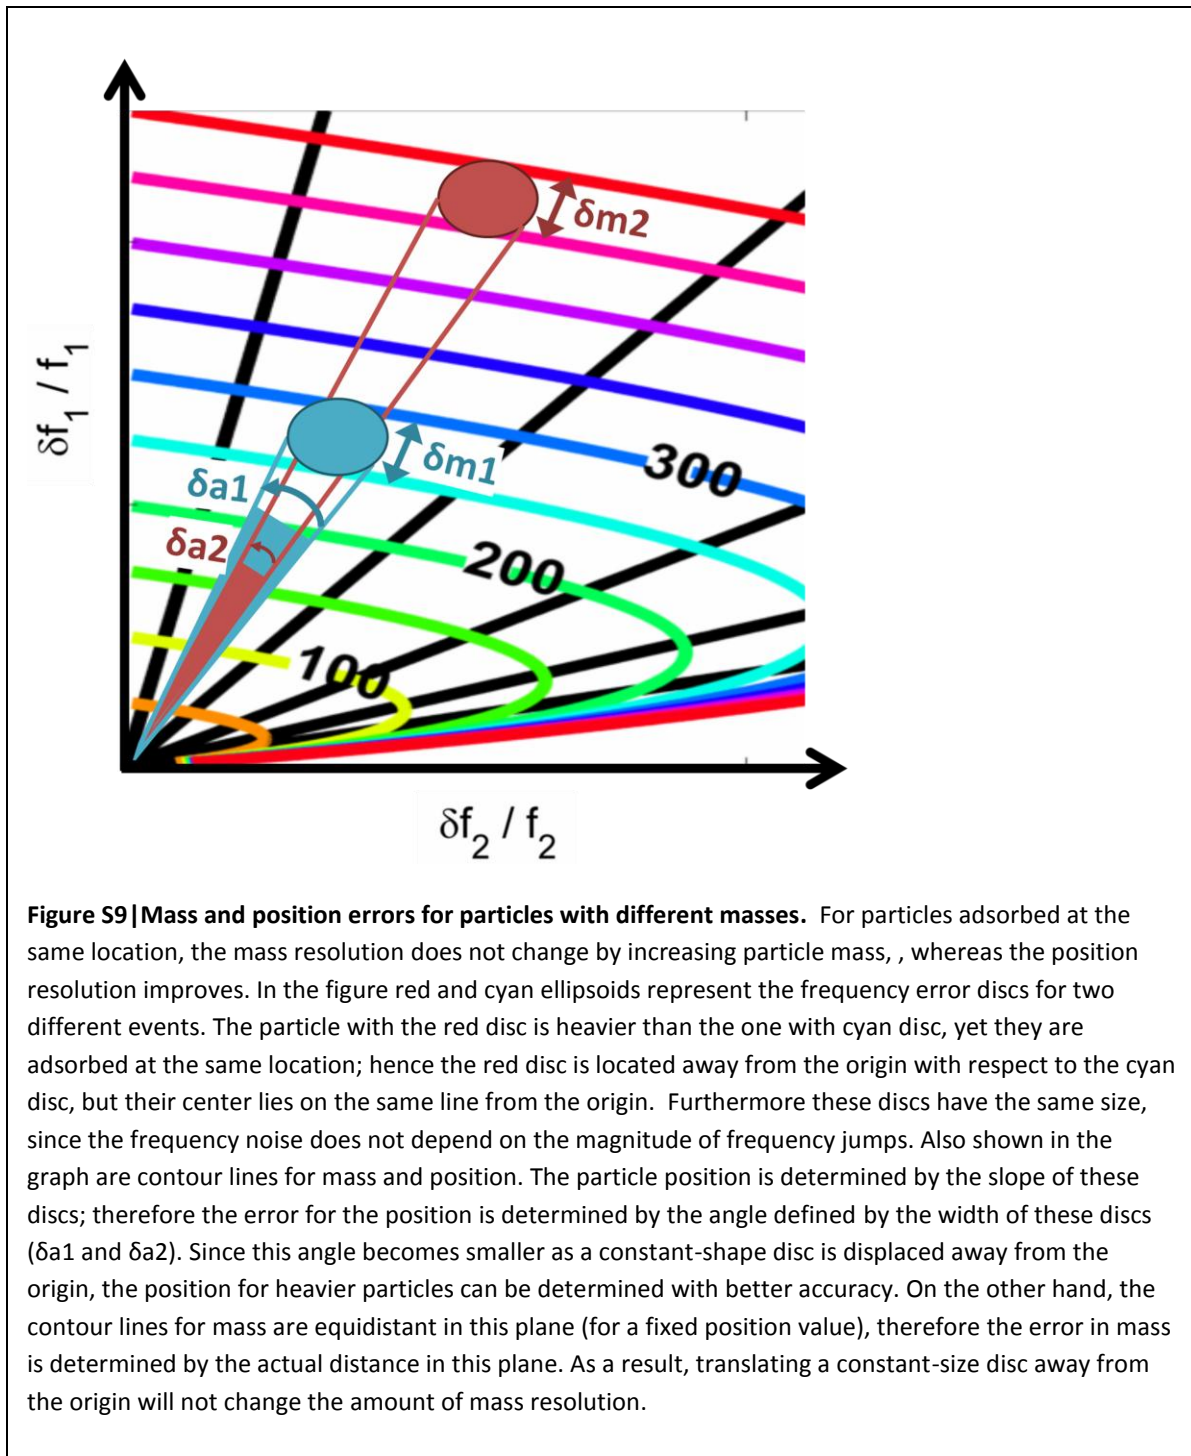 δf₁ / f₁
δm2
300
δm1
δa1
δa2
200
100
δf₂ / f₂
Figure S9|Mass and position errors for particles with different masses. For particles adsorbed at the
same location, the mass resolution does not change by increasing particle mass, , whereas the position
resolution improves. In the figure red and cyan ellipsoids represent the frequency error discs for two
different events. The particle with the red disc is heavier than the one with cyan disc, yet they are
adsorbed at the same location; hence the red disc is located away from the origin with respect to the cyan
disc, but their center lies on the same line from the origin. Furthermore these discs have the same size,
since the frequency noise does not depend on the magnitude of frequency jumps. Also shown in the
graph are contour lines for mass and position. The particle position is determined by the slope of these
discs; therefore the error for the position is determined by the angle defined by the width of these discs
(δa1 and δa2). Since this angle becomes smaller as a constant-shape disc is displaced away from the
origin, the position for heavier particles can be determined with better accuracy. On the other hand, the
contour lines for mass are equidistant in this plane (for a fixed position value), therefore the error in mass
is determined by the actual distance in this plane. As a result, translating a constant-size disc away from
the origin will not change the amount of mass resolution.